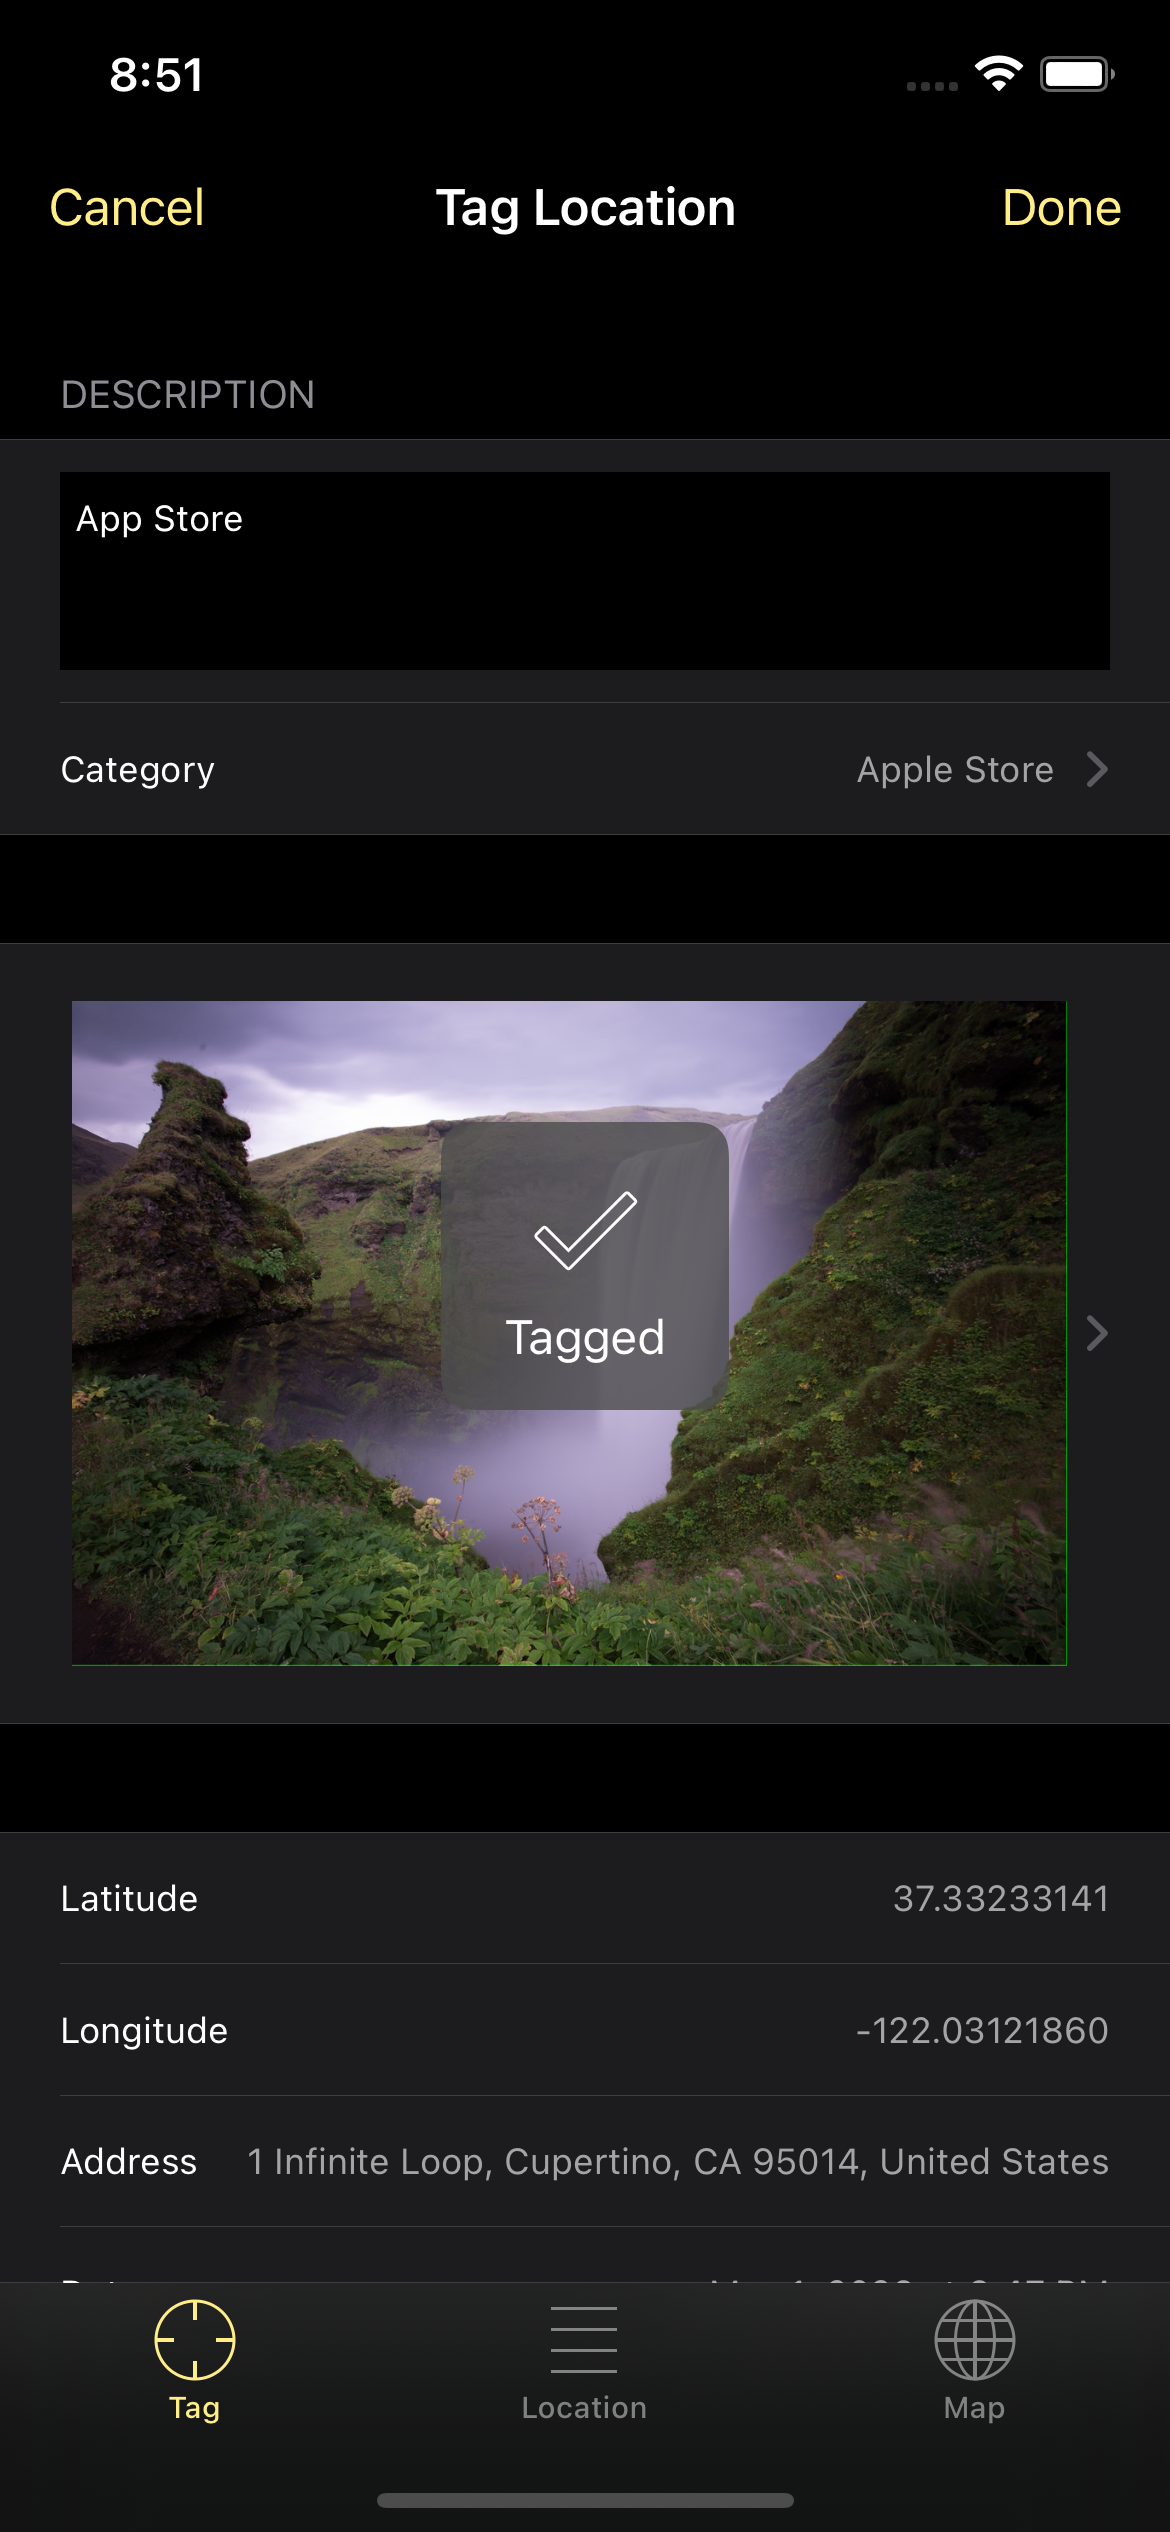 8:51
Cancel Tag Location Done
DESCRIPTION
App Store
Category Apple Store
Tagged
Latitude 37.33233141
Longitude -122.03121860
Address 1 Infinite Loop, Cupertino, CA 95014, United States
Tag Location Map